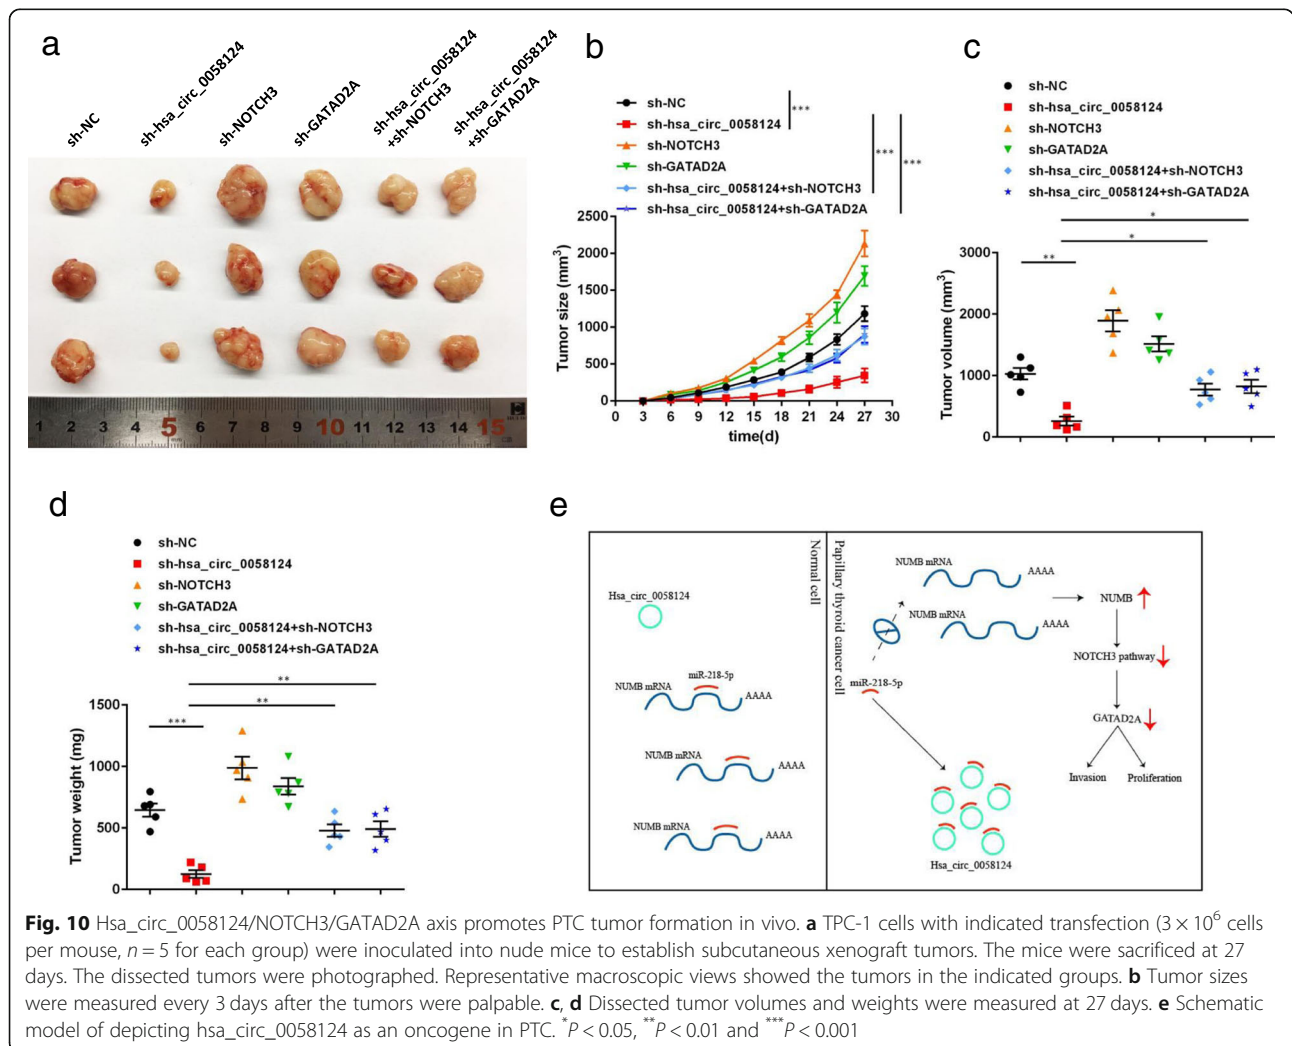 a
sh-NC
sh-hsa_circ_0058124
sh-NOTCH3
sh-GATAD2A
sh-hsa_circ_0058124
+sh-NOTCH3
sh-hsa_circ_0058124
+sh-GATAD2A
1 2 3 4 5 6 7 8 9 10 11 12 13 14 15
b
sh-NC
sh-hsa_circ_0058124
sh-NOTCH3
sh-GATAD2A
sh-hsa_circ_0058124+sh-NOTCH3
sh-hsa_circ_0058124+sh-GATAD2A
***
***
***
Tumor size (mm³)
2500
2000
1500
1000
500
0
0 3 6 9 12 15 18 21 24 27 30
time(d)
c
sh-NC
sh-hsa_circ_0058124
sh-NOTCH3
sh-GATAD2A
sh-hsa_circ_0058124+sh-NOTCH3
sh-hsa_circ_0058124+sh-GATAD2A
*
*
**
Tumor volume (mm³)
3000
2000
1000
0
d
sh-NC
sh-hsa_circ_0058124
sh-NOTCH3
sh-GATAD2A
sh-hsa_circ_0058124+sh-NOTCH3
sh-hsa_circ_0058124+sh-GATAD2A
**
**
***
Tumor weight (mg)
1500
1000
500
0
e
Normal cell
Hsa_circ_0058124
miR-218-5p
NUMB mRNA
AAAA
NUMB mRNA
AAAA
NUMB mRNA
AAAA
Papillary thyroid cancer cell
NUMB mRNA
AAAA
NUMB mRNA
AAAA
miR-218-5p
Hsa_circ_0058124
NUMB
NOTCH3 pathway
GATAD2A
Invasion
Proliferation
Fig. 10 Hsa_circ_0058124/NOTCH3/GATAD2A axis promotes PTC tumor formation in vivo. a TPC-1 cells with indicated transfection (3 × 10⁶ cells
per mouse, n = 5 for each group) were inoculated into nude mice to establish subcutaneous xenograft tumors. The mice were sacrificed at 27
days. The dissected tumors were photographed. Representative macroscopic views showed the tumors in the indicated groups. b Tumor sizes
were measured every 3 days after the tumors were palpable. c, d Dissected tumor volumes and weights were measured at 27 days. e Schematic
model of depicting hsa_circ_0058124 as an oncogene in PTC. *P < 0.05, **P < 0.01 and ***P < 0.001